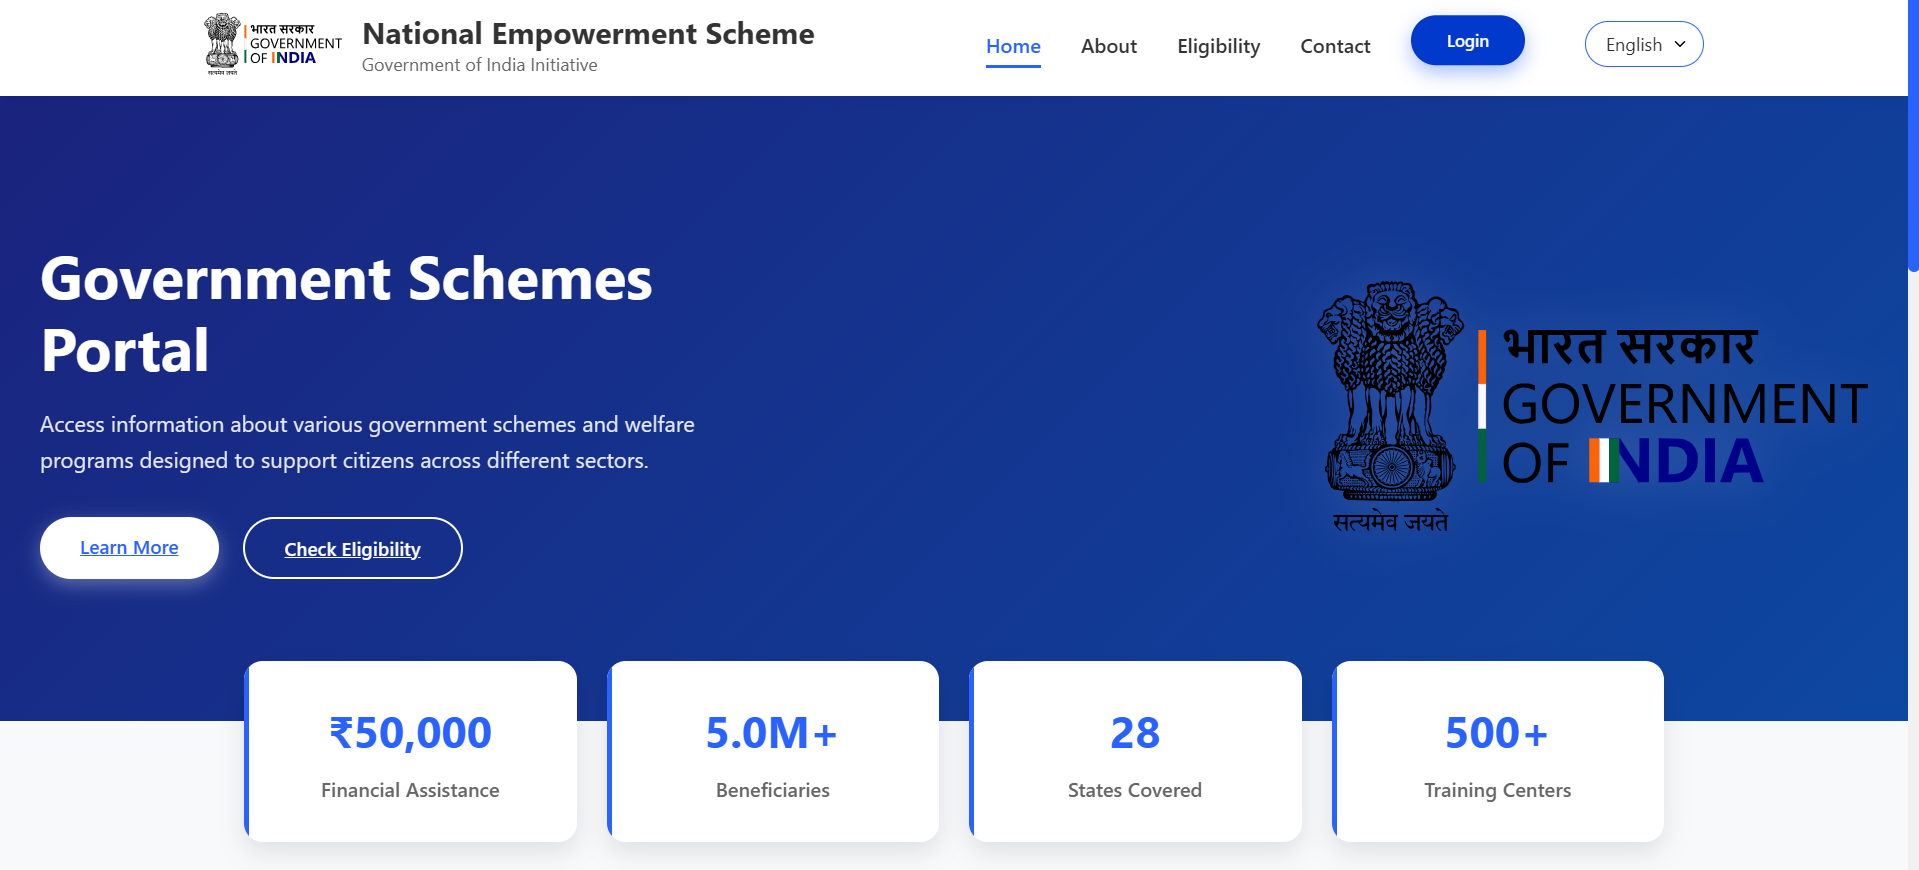 भारत सरकार
GOVERNMENT
OF INDIA
सत्यमेव जयते
National Empowerment Scheme
Government of India Initiative
Home
About
Eligibility
Contact
Login
English
Government Schemes
Portal
Access information about various government schemes and welfare
programs designed to support citizens across different sectors.
Learn More
Check Eligibility
भारत सरकार
GOVERNMENT
OF INDIA
सत्यमेव जयते
₹50,000
Financial Assistance
5.0M+
Beneficiaries
28
States Covered
500+
Training Centers